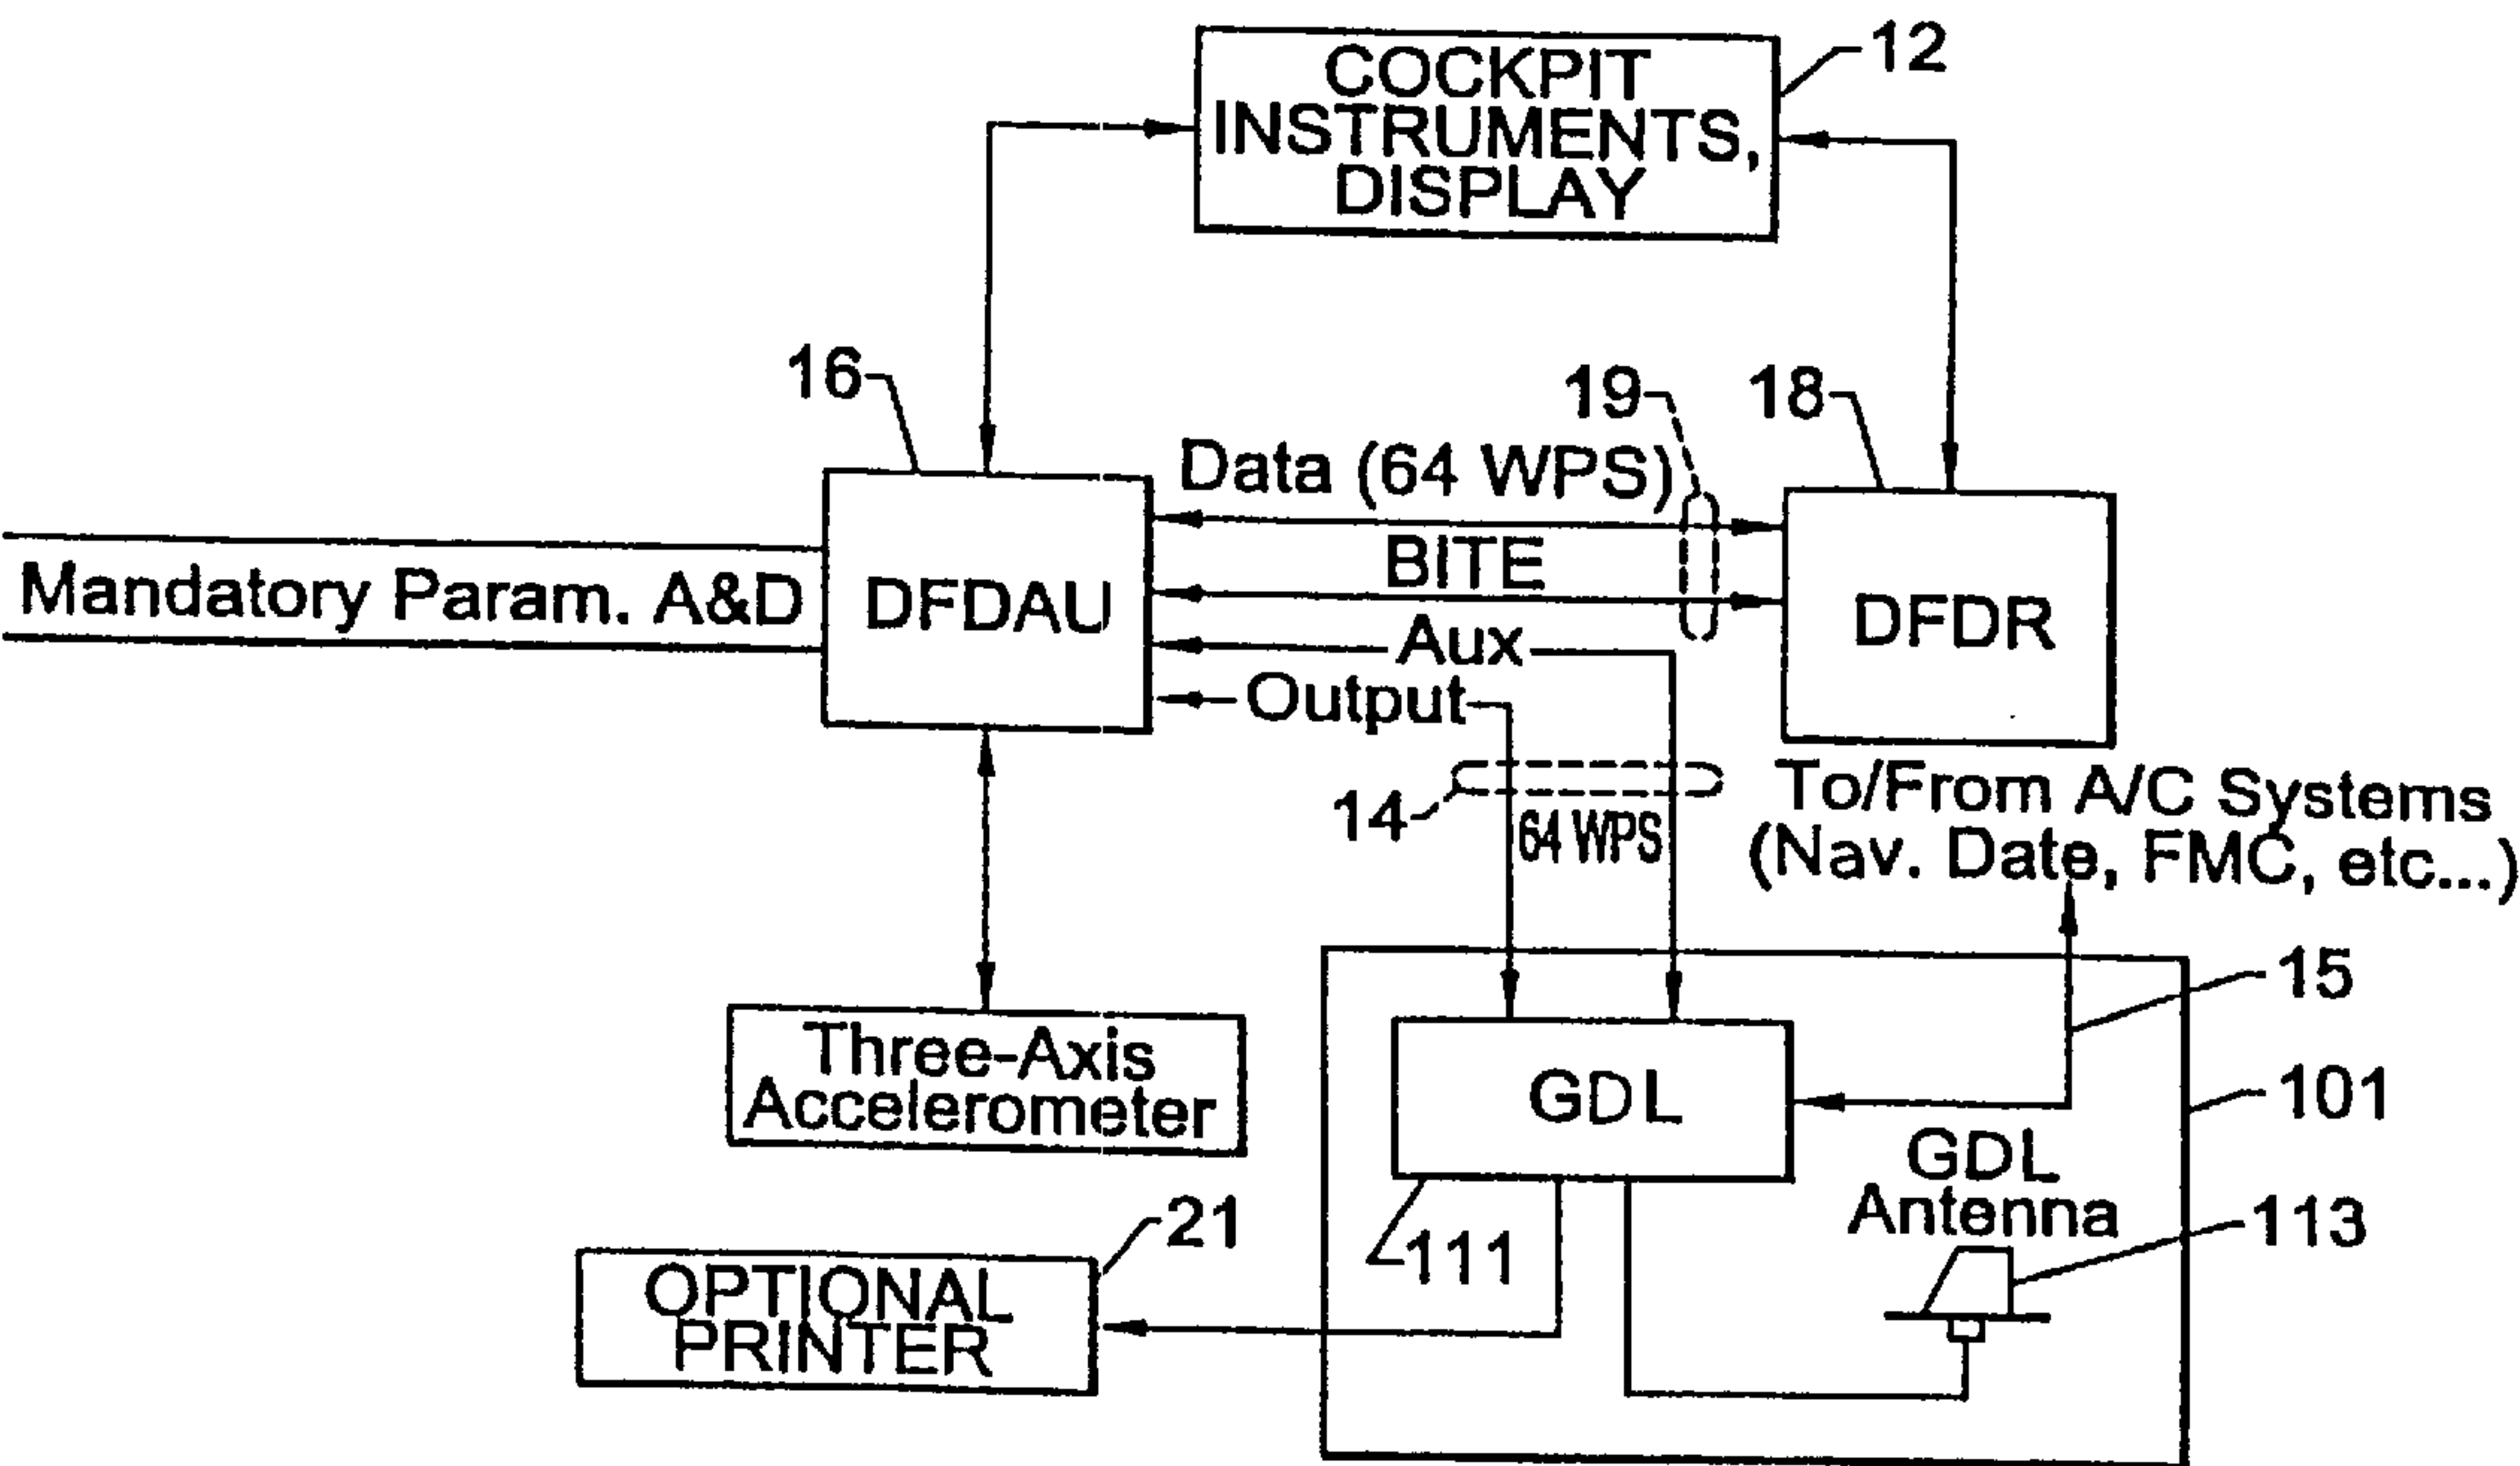 12
COCKPIT
INSTRUMENTS,
DISPLAY
16
19
18
Data (64 WPS)
BITE
Mandatory Param. A&D
DFDAU
DFDR
Aux
Output
14
64 WPS
To/From A/C Systems
(Nav. Date, FMC, etc...)
15
Three-Axis
Accelerometer
GDL
101
GDL
Antenna
113
21
111
OPTIONAL
PRINTER